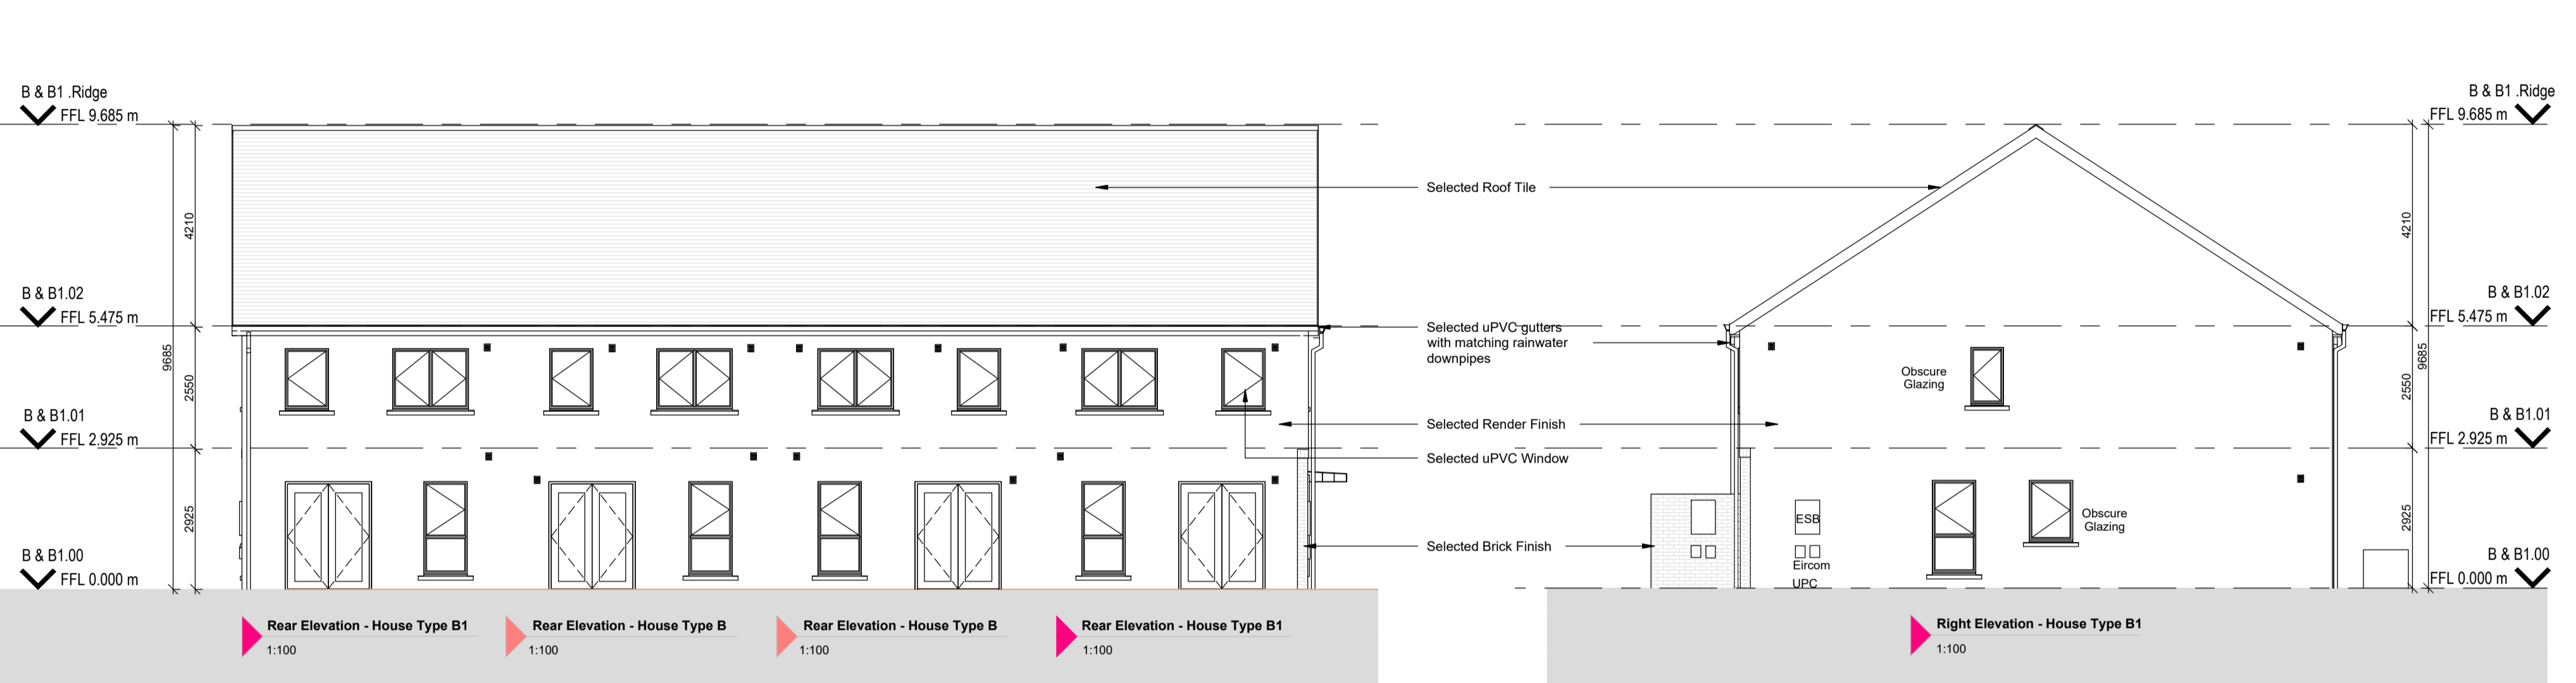 B & B1 .Ridge
FFL 9.685 m
B & B1.02
FFL 5.475 m
B & B1.01
FFL 2.925 m
B & B1.00
FFL 0.000 m
9685
4210
2550
2925
Selected Roof Tile
Selected uPVC gutters
with matching rainwater
downpipes
Selected Render Finish
Selected uPVC Window
Selected Brick Finish
Rear Elevation - House Type B1
1:100
Rear Elevation - House Type B
1:100
Rear Elevation - House Type B
1:100
Rear Elevation - House Type B1
1:100
Obscure
Glazing
Obscure
Glazing
ESB
Eircom
UPC
Right Elevation - House Type B1
1:100
4210
2550
2925
9685
B & B1 .Ridge
FFL 9.685 m
B & B1.02
FFL 5.475 m
B & B1.01
FFL 2.925 m
B & B1.00
FFL 0.000 m